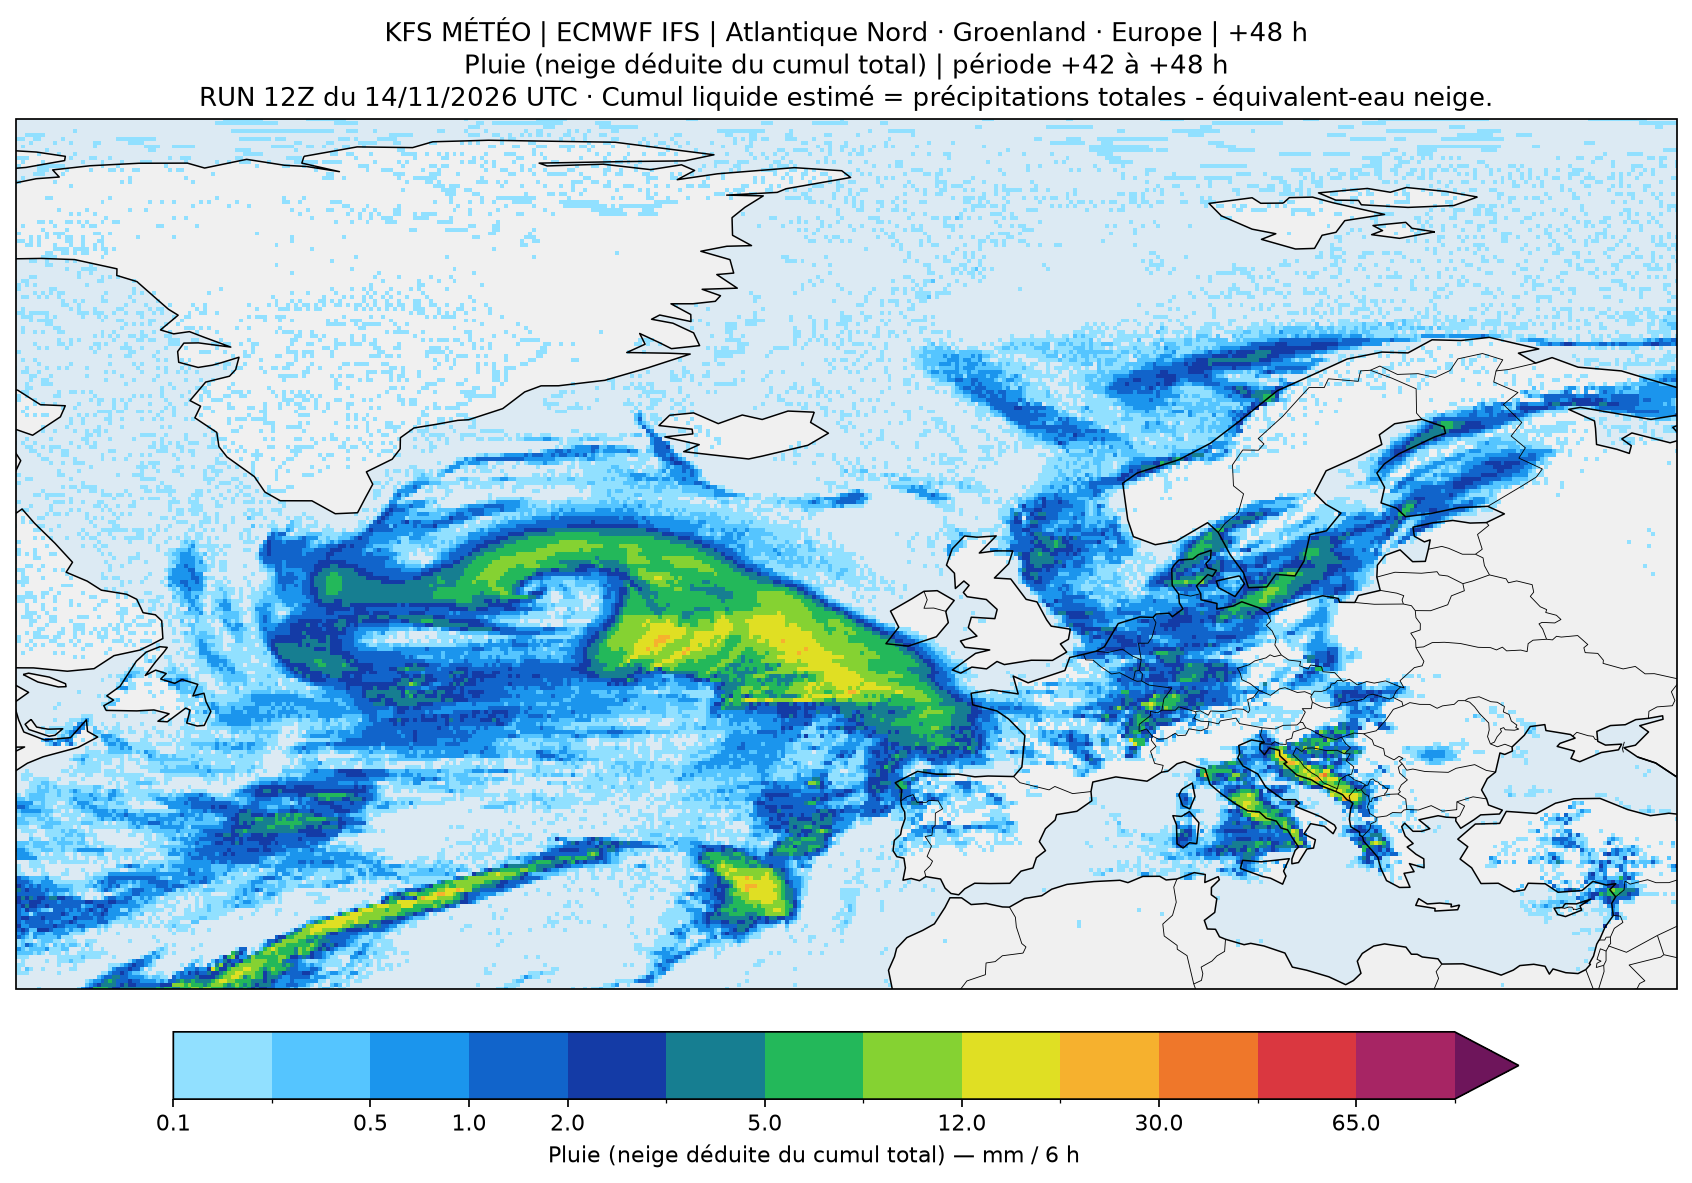 KFS MÉTÉO | ECMWF IFS | Atlantique Nord · Groenland · Europe | +48 h
Pluie (neige déduite du cumul total) | période +42 à +48 h
RUN 12Z du 14/11/2026 UTC · Cumul liquide estimé = précipitations totales - équivalent-eau neige.
0.1 0.5 1.0 2.0 5.0 12.0 30.0 65.0
Pluie (neige déduite du cumul total) — mm / 6 h